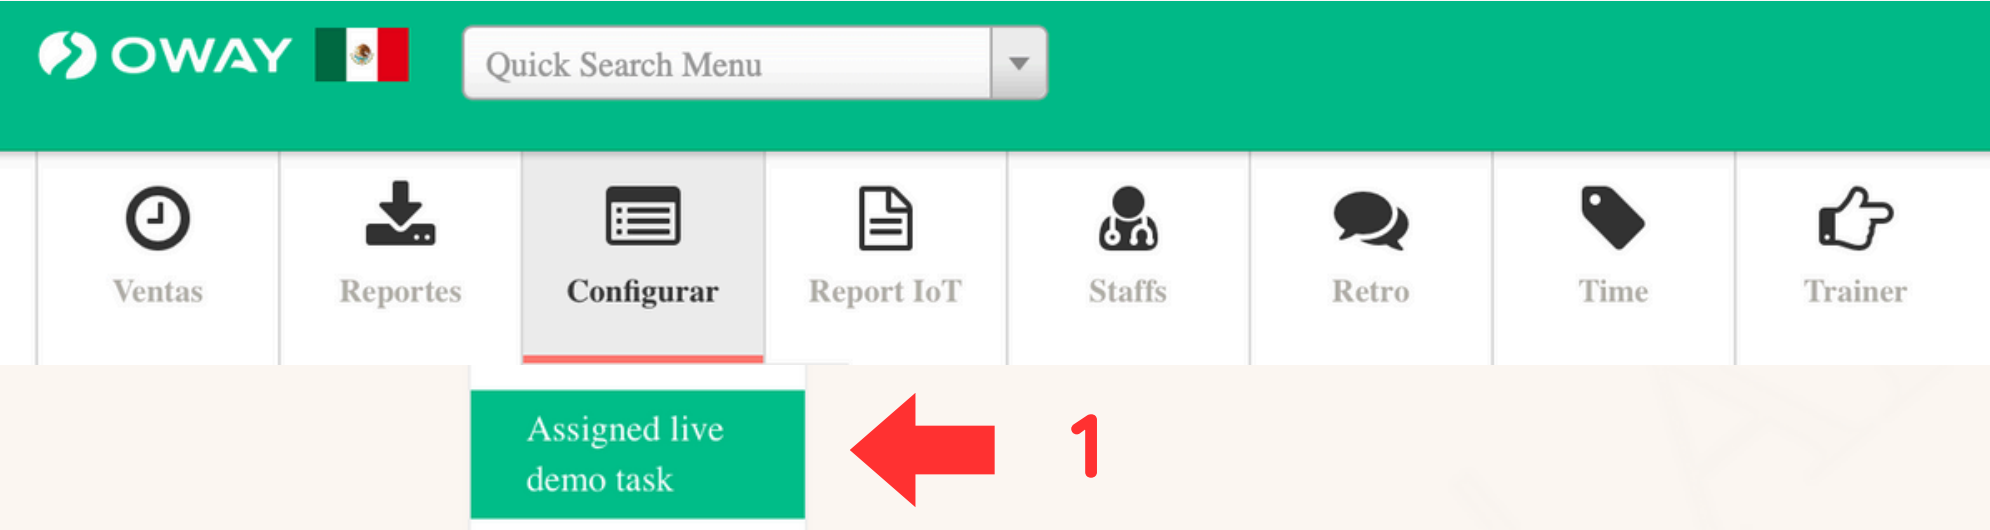 OWAY
Quick Search Menu
Ventas
Reportes
Configurar
Report IoT
Staffs
Retro
Time
Trainer
Assigned live
demo task
1